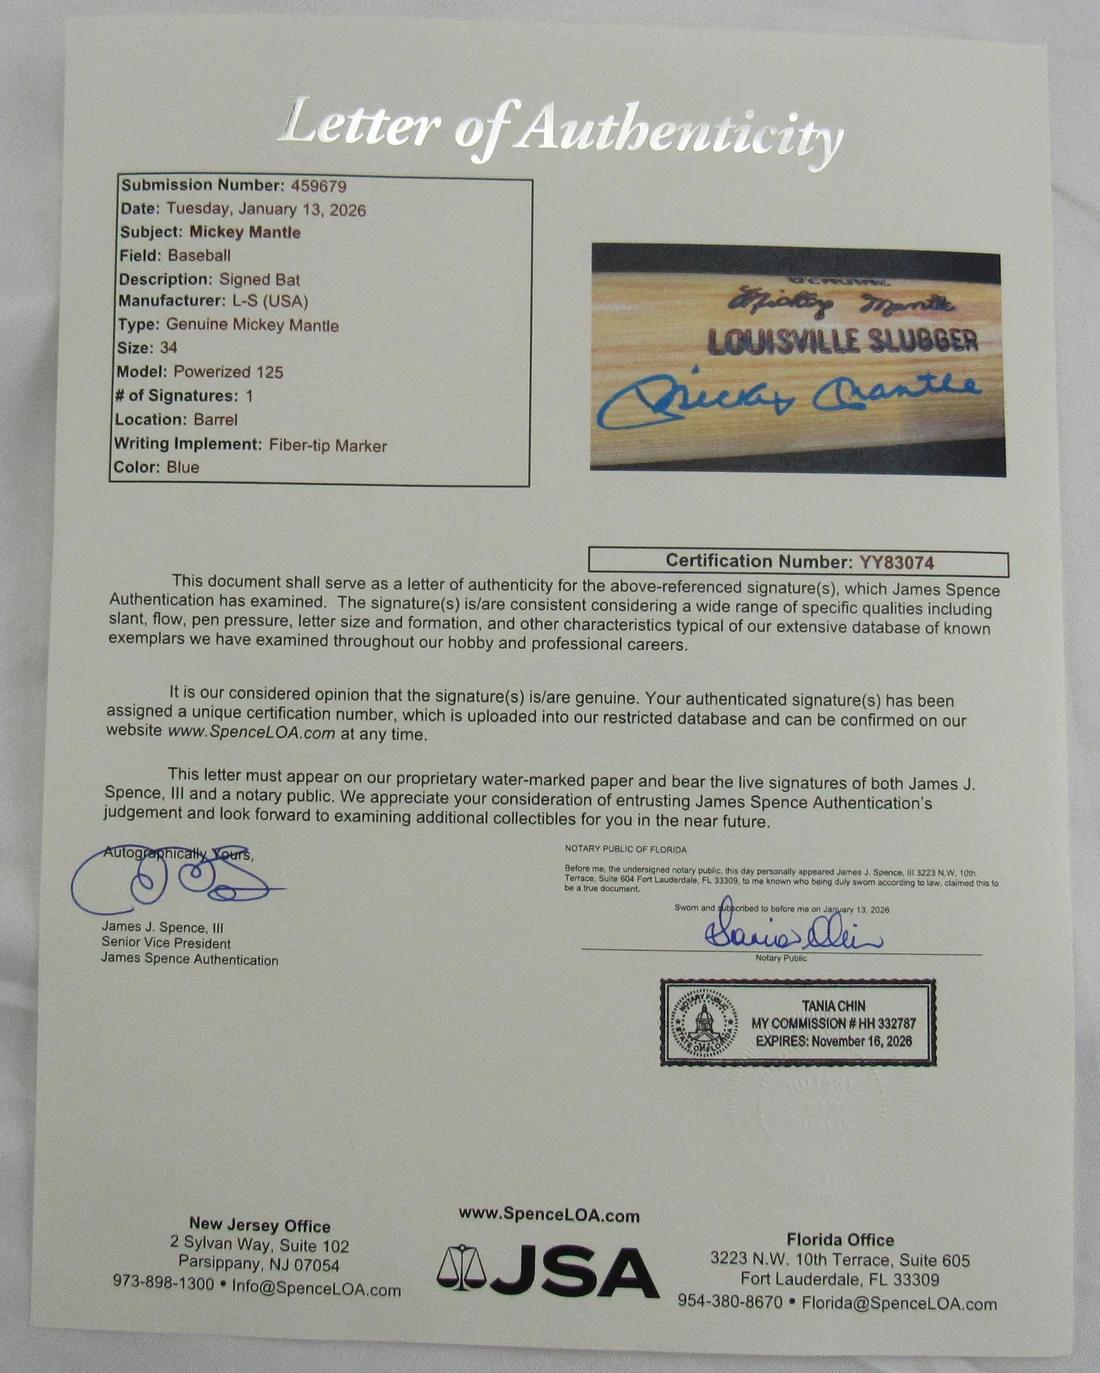 Letter of Authenticity
Submission Number: 459679
Date: Tuesday, January 13, 2026
Subject: Mickey Mantle
Field: Baseball
Description: Signed Bat
Manufacturer: L-S (USA)
Type: Genuine Mickey Mantle
Size: 34
Model: Powerized 125
# of Signatures: 1
Location: Barrel
Writing Implement: Fiber-tip Marker
Color: Blue
GENUINE
Mickey Mantle
LOUISVILLE SLUGGER
Mickey Mantle
Certification Number: YY83074
This document shall serve as a letter of authenticity for the above-referenced signature(s), which James Spence
Authentication has examined. The signature(s) is/are consistent considering a wide range of specific qualities including
slant, flow, pen pressure, letter size and formation, and other characteristics typical of our extensive database of known
exemplars we have examined throughout our hobby and professional careers.
It is our considered opinion that the signature(s) is/are genuine. Your authenticated signature(s) has been
assigned a unique certification number, which is uploaded into our restricted database and can be confirmed on our
website www.SpenceLOA.com at any time.
This letter must appear on our proprietary water-marked paper and bear the live signatures of both James J.
Spence, III and a notary public. We appreciate your consideration of entrusting James Spence Authentication's
judgement and look forward to examining additional collectibles for you in the near future.
Autographically Yours,
James J. Spence, III
Senior Vice President
James Spence Authentication
NOTARY PUBLIC OF FLORIDA
Before me, the undersigned notary public, this day personally appeared James J. Spence, III 3223 N.W. 10th
Terrace, Suite 604 Fort Lauderdale, FL 33309, to me known who being duly sworn according to law, claimed this to
be a true document.
Sworn and subscribed to before me on January 13, 2026
Tania Chin
Notary Public
NOTARY PUBLIC
STATE OF FLORIDA
TANIA CHIN
MY COMMISSION # HH 332787
EXPIRES: November 16, 2026
NOTARY
PUBLIC
New Jersey Office
2 Sylvan Way, Suite 102
Parsippany, NJ 07054
973-898-1300 • Info@SpenceLOA.com
www.SpenceLOA.com
JSA
Florida Office
3223 N.W. 10th Terrace, Suite 605
Fort Lauderdale, FL 33309
954-380-8670 • Florida@SpenceLOA.com